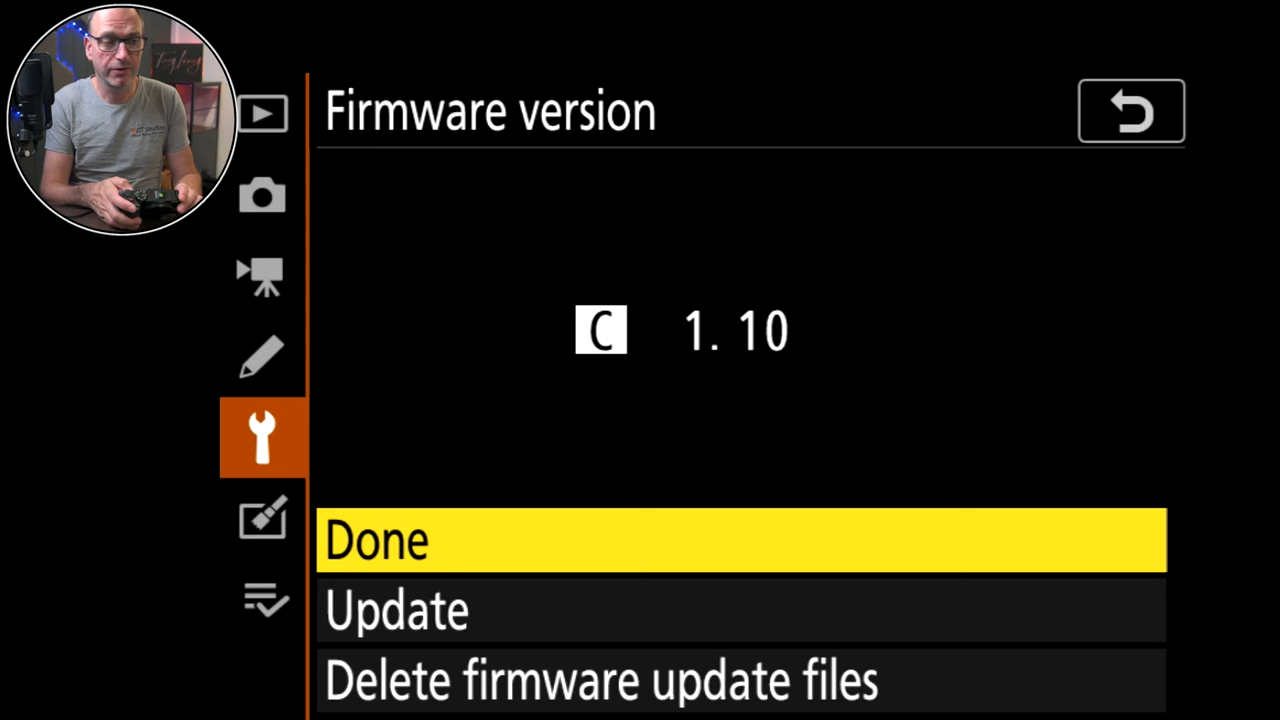 Firmware version
C 1. 10
Done
Update
Delete firmware update files